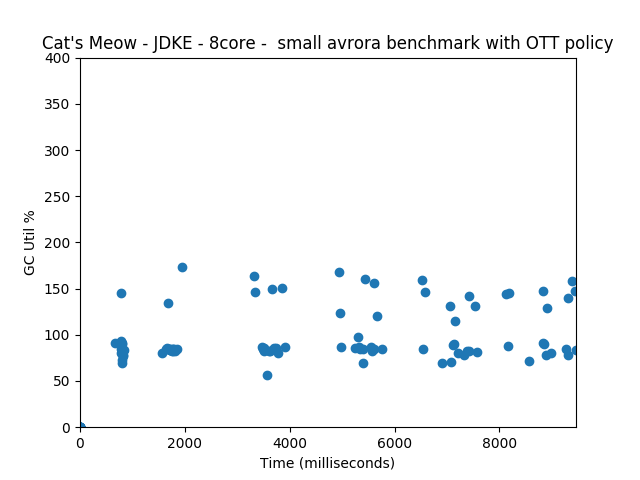 Cat's Meow - JDKE - 8core -  small avrora benchmark with OTT policy
400
350
300
250
200
150
100
50
0
GC Util %
0 2000 4000 6000 8000
Time (milliseconds)